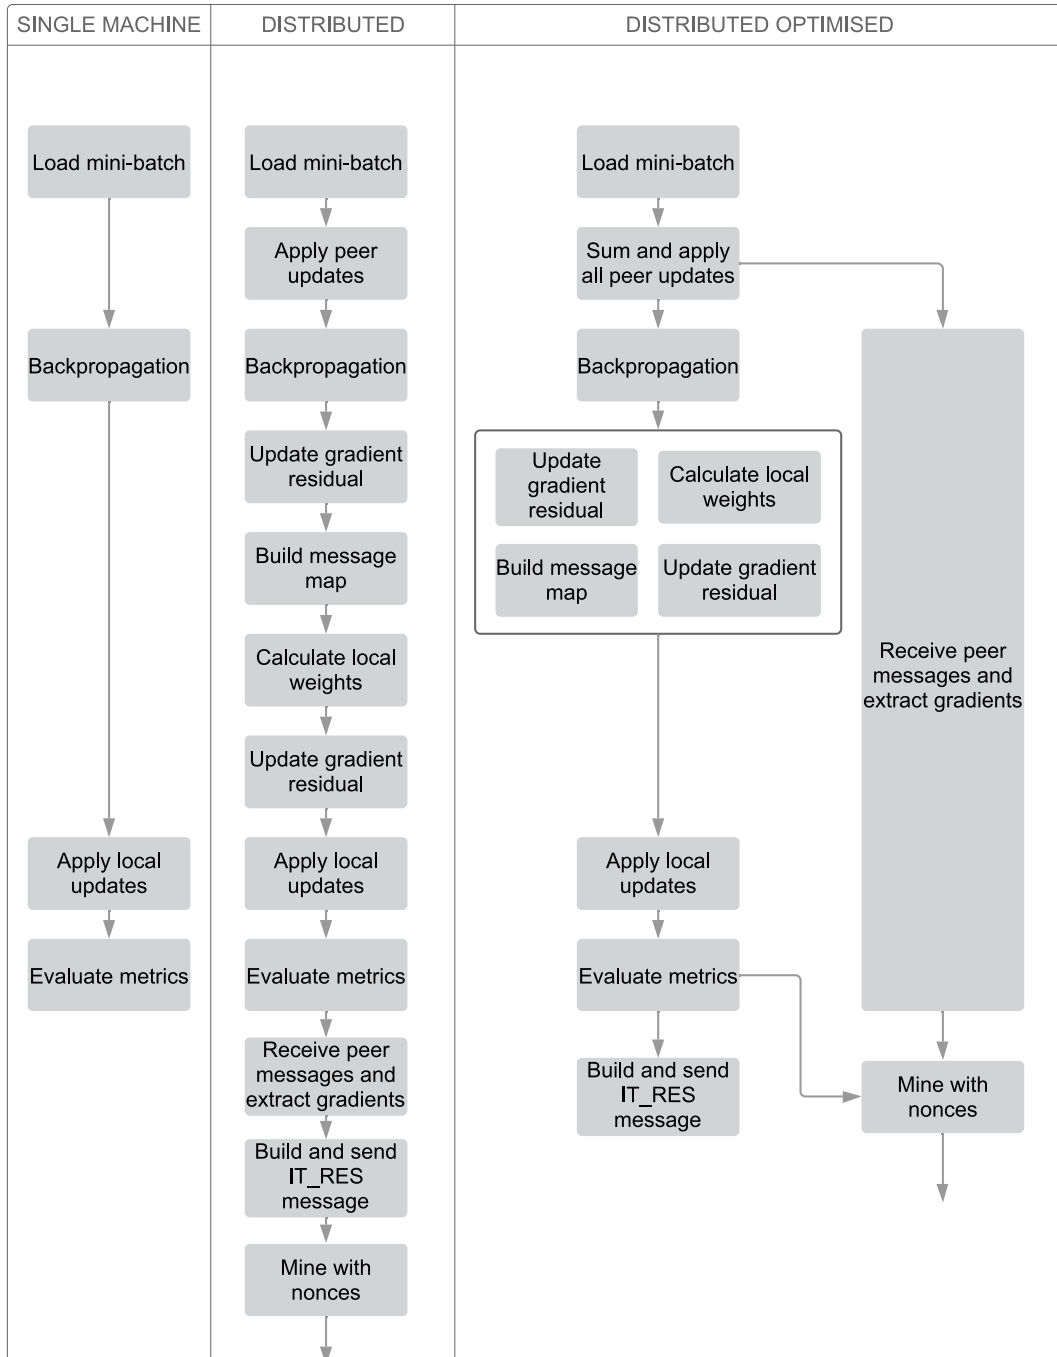 SINGLE MACHINE
DISTRIBUTED
DISTRIBUTED OPTIMISED
Load mini-batch
Backpropagation
Apply local
updates
Evaluate metrics
Load mini-batch
Apply peer
updates
Backpropagation
Update gradient
residual
Build message
map
Calculate local
weights
Update gradient
residual
Apply local
updates
Evaluate metrics
Receive peer
messages and
extract gradients
Build and send
IT_RES
message
Mine with
nonces
Load mini-batch
Sum and apply
all peer updates
Backpropagation
Update
gradient
residual
Calculate local
weights
Build message
map
Update gradient
residual
Apply local
updates
Evaluate metrics
Build and send
IT_RES
message
Receive peer
messages and
extract gradients
Mine with
nonces